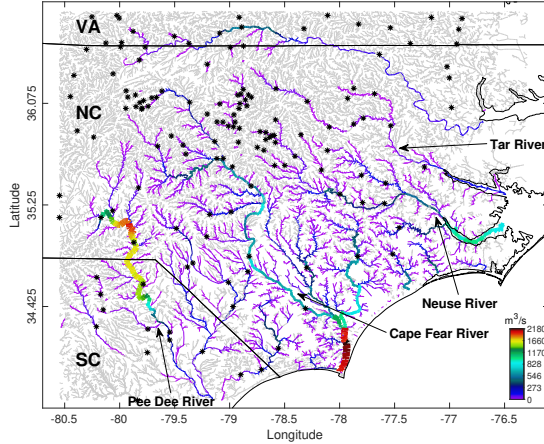 VA
NC
SC
36.075
35.25
34.425
Latitude
Tar River
Neuse River
Cape Fear River
Pee Dee River
m³/s
2180
1660
1170
828
546
273
0
-80.5
-80
-79.5
-79
-78.5
-78
-77.5
-77
-76.5
Longitude